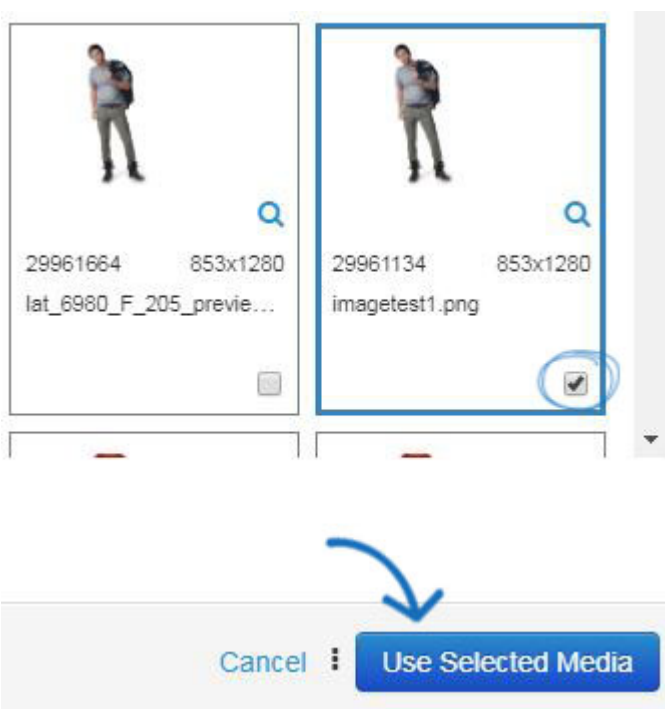 29961664 853x1280
lat_6980_F_205_previe...
29961134 853x1280
imagetest1.png
Cancel
Use Selected Media